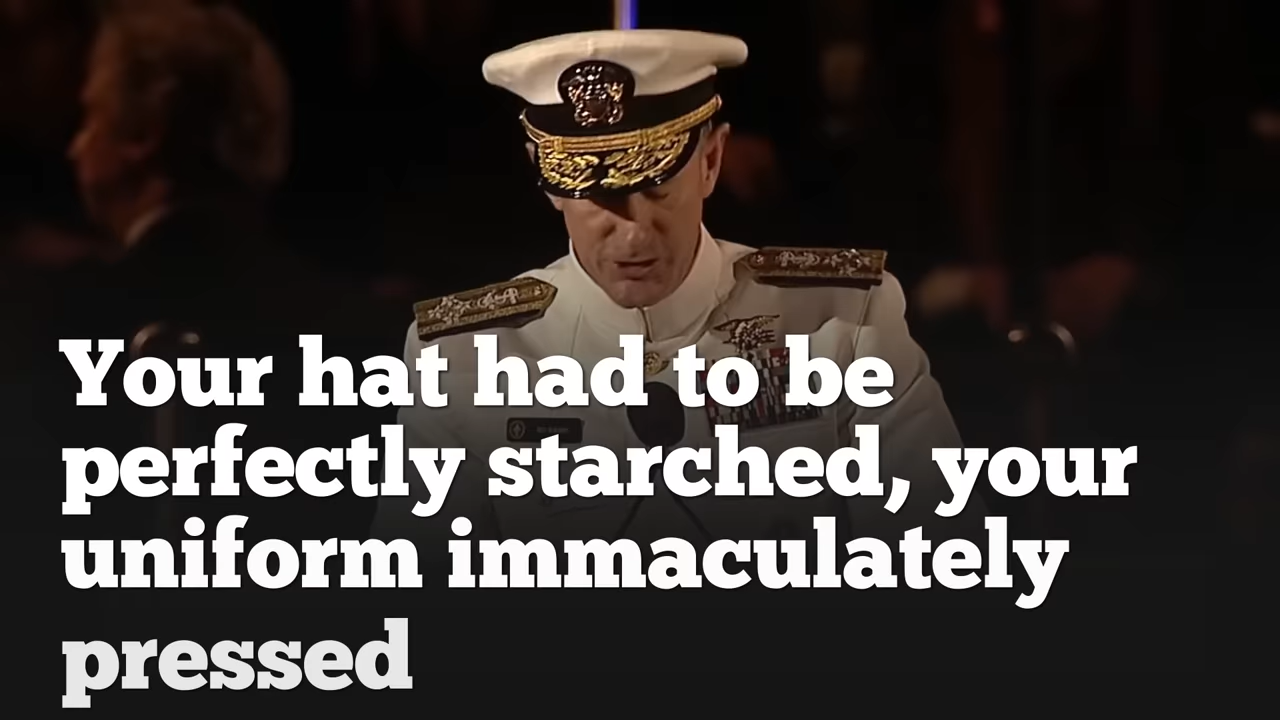 Your hat had to be
perfectly starched, your
uniform immaculately
pressed